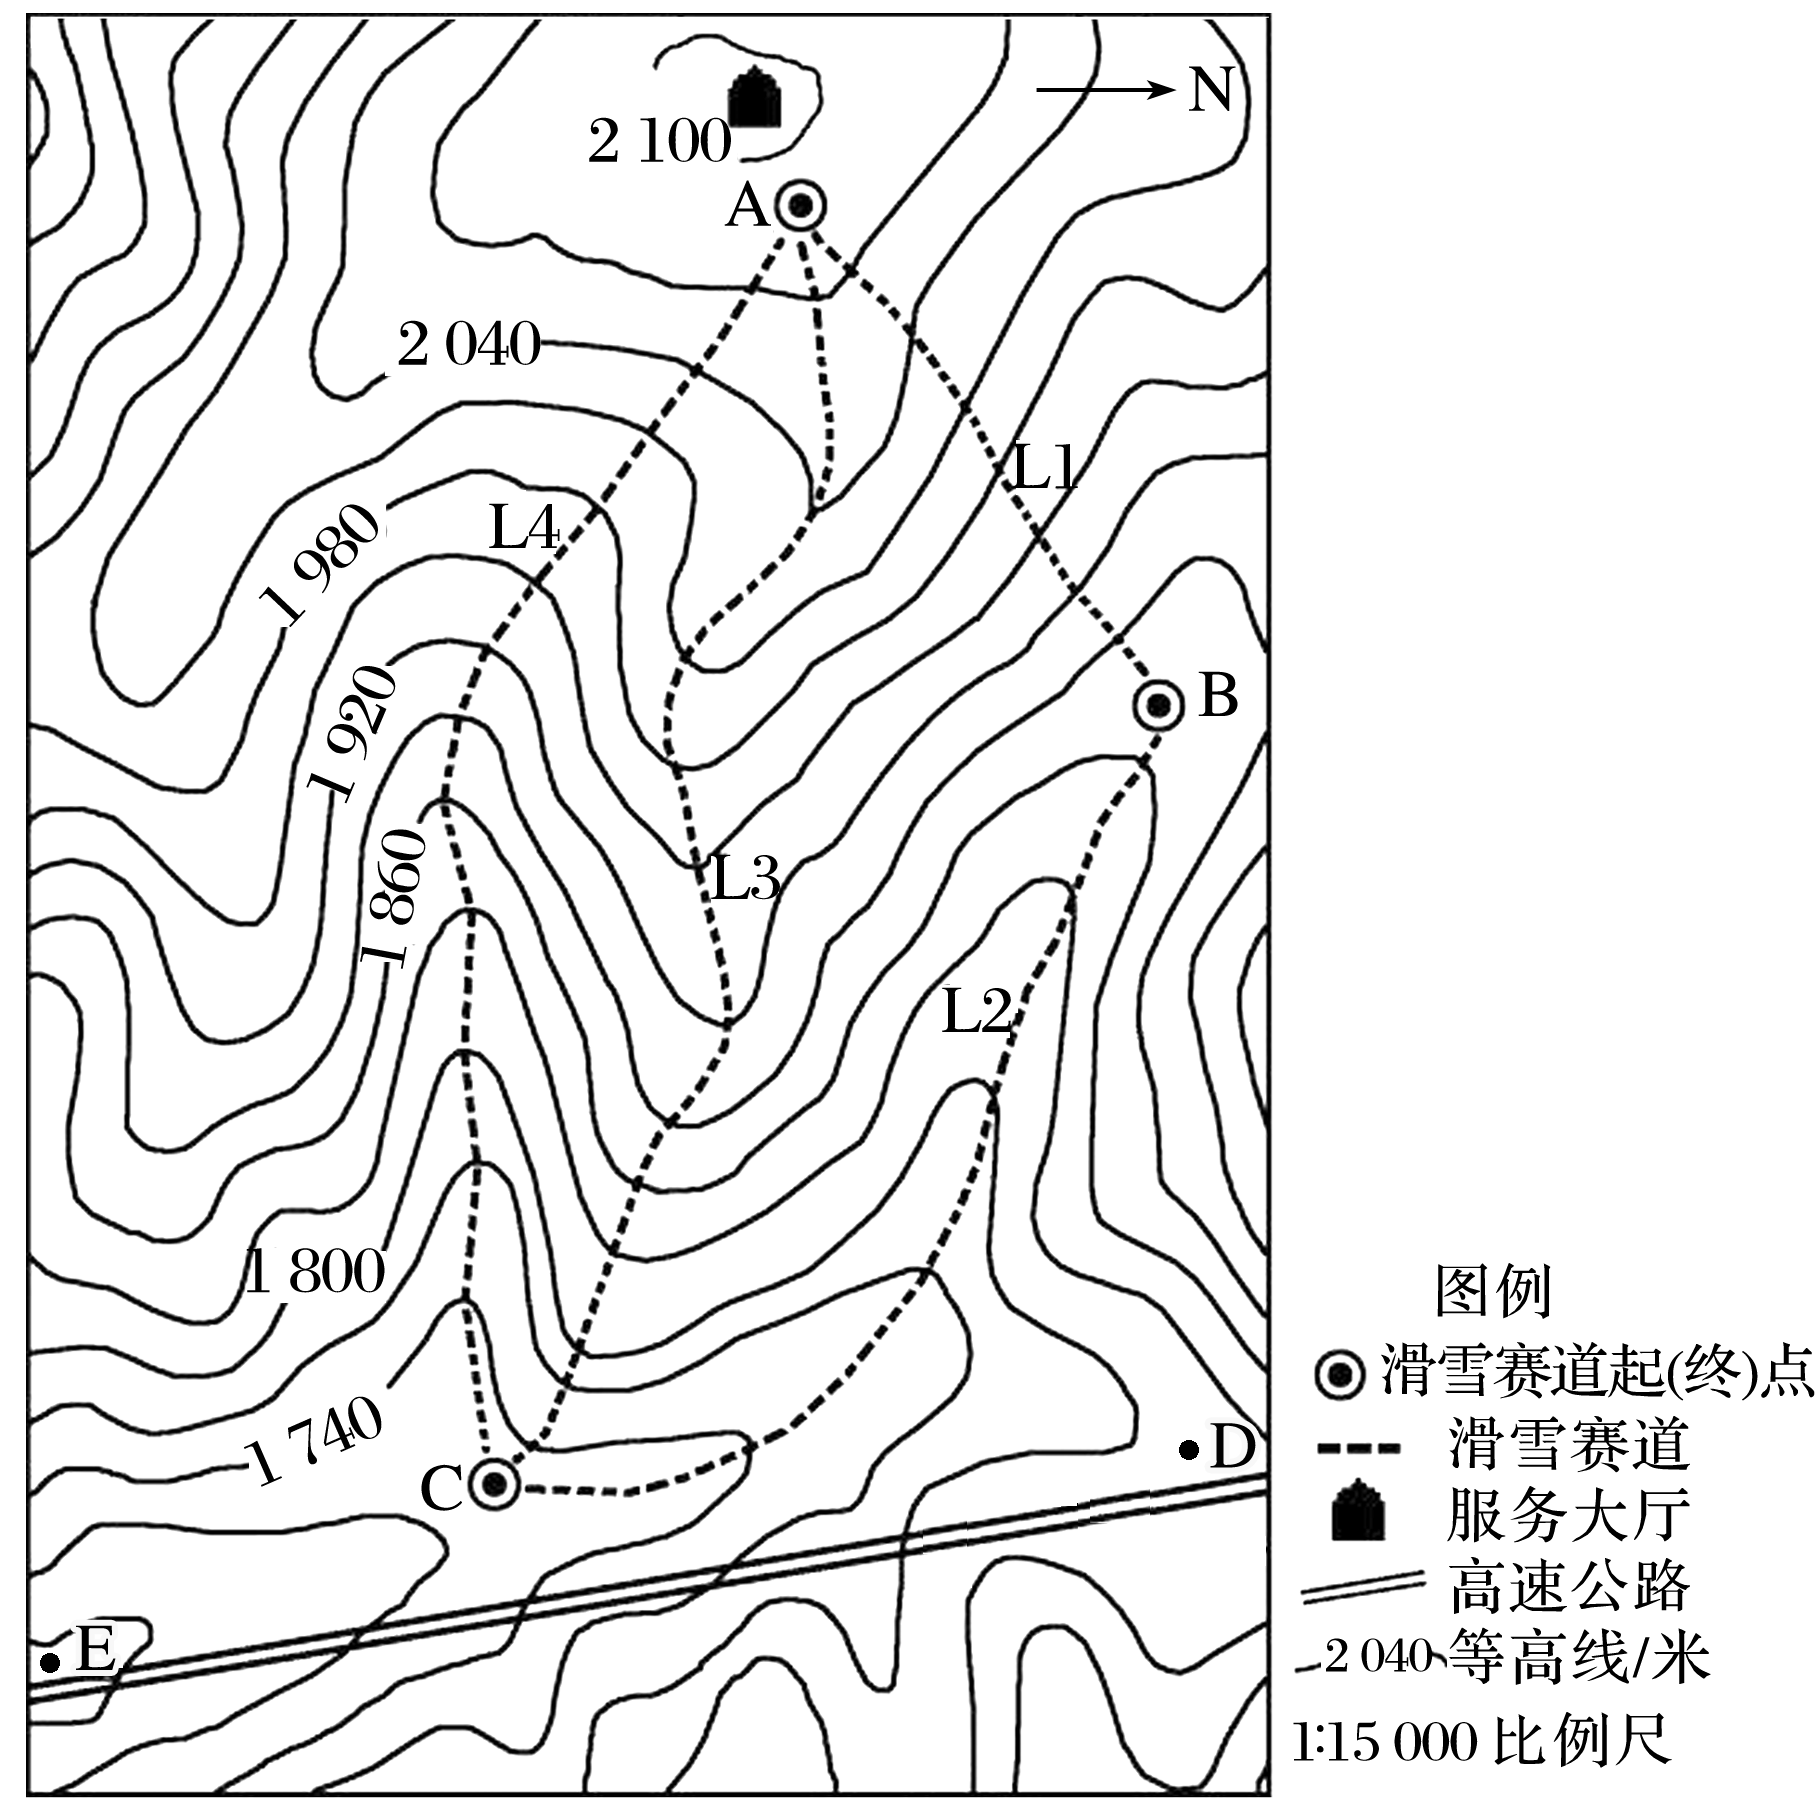 N
2 100
A
2 040
L1
L4
1 980
B
1 920
L3
1 860
L2
1 800
1 740
C
D
E
图例
滑雪赛道起(终)点
滑雪赛道
服务大厅
高速公路
2 040 等高线/米
1∶15 000 比例尺